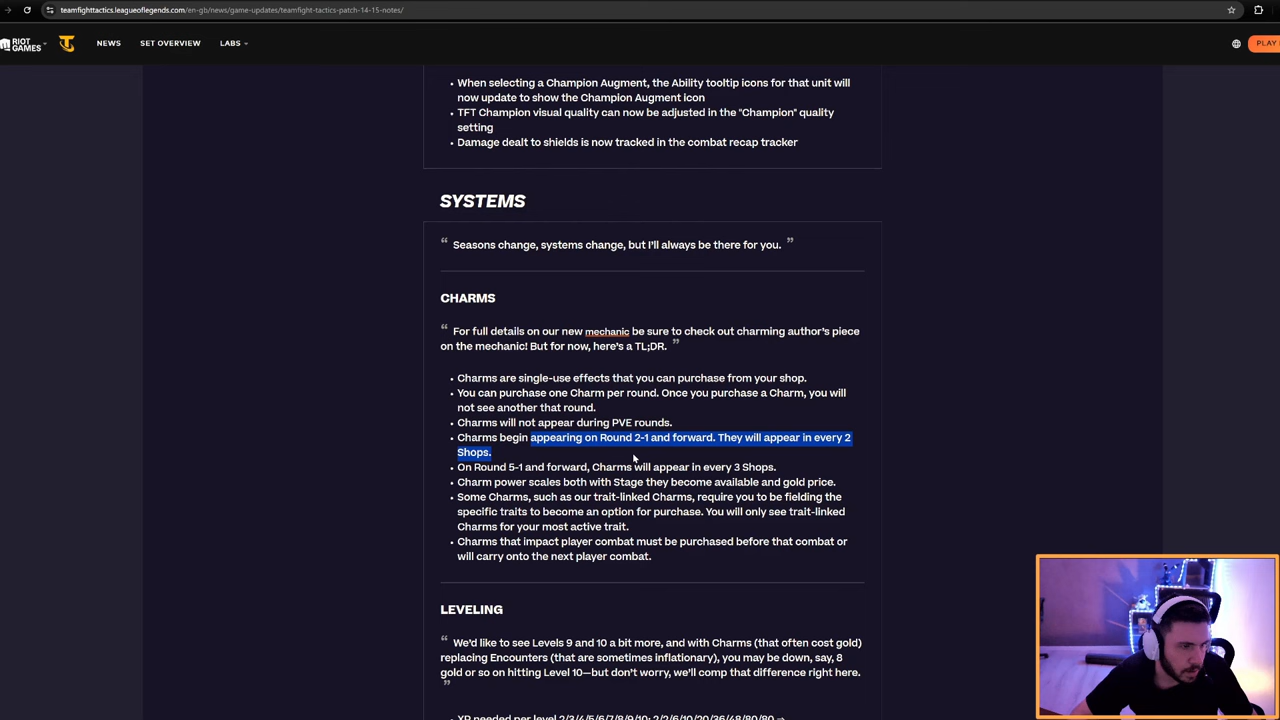 teamfighttactics.leagueoflegends.com/en-gb/news/game-updates/teamfight-tactics-patch-14-15-notes/
RIOT GAMES
NEWS
SET OVERVIEW
LABS
PLAY
When selecting a Champion Augment, the Ability tooltip icons for that unit will
now update to show the Champion Augment icon
TFT Champion visual quality can now be adjusted in the "Champion" quality
setting
Damage dealt to shields is now tracked in the combat recap tracker
SYSTEMS
“ Seasons change, systems change, but I'll always be there for you. ”
CHARMS
“ For full details on our new mechanic be sure to check out charming author's piece
on the mechanic! But for now, here's a TL;DR. ”
Charms are single-use effects that you can purchase from your shop.
You can purchase one Charm per round. Once you purchase a Charm, you will
not see another that round.
Charms will not appear during PVE rounds.
Charms begin appearing on Round 2-1 and forward. They will appear in every 2
Shops.
On Round 5-1 and forward, Charms will appear in every 3 Shops.
Charm power scales both with Stage they become available and gold price.
Some Charms, such as our trait-linked Charms, require you to be fielding the
specific traits to become an option for purchase. You will only see trait-linked
Charms for your most active trait.
Charms that impact player combat must be purchased before that combat or
will carry onto the next player combat.
LEVELING
“ We'd like to see Levels 9 and 10 a bit more, and with Charms (that often cost gold)
replacing Encounters (that are sometimes inflationary), you may be down, say, 8
gold or so on hitting Level 10—but don't worry, we'll comp that difference right here.
”
XP needed per level 2/3/4/5/6/7/8/9/10: 2/2/6/10/20/36/48/80/80 ⇒